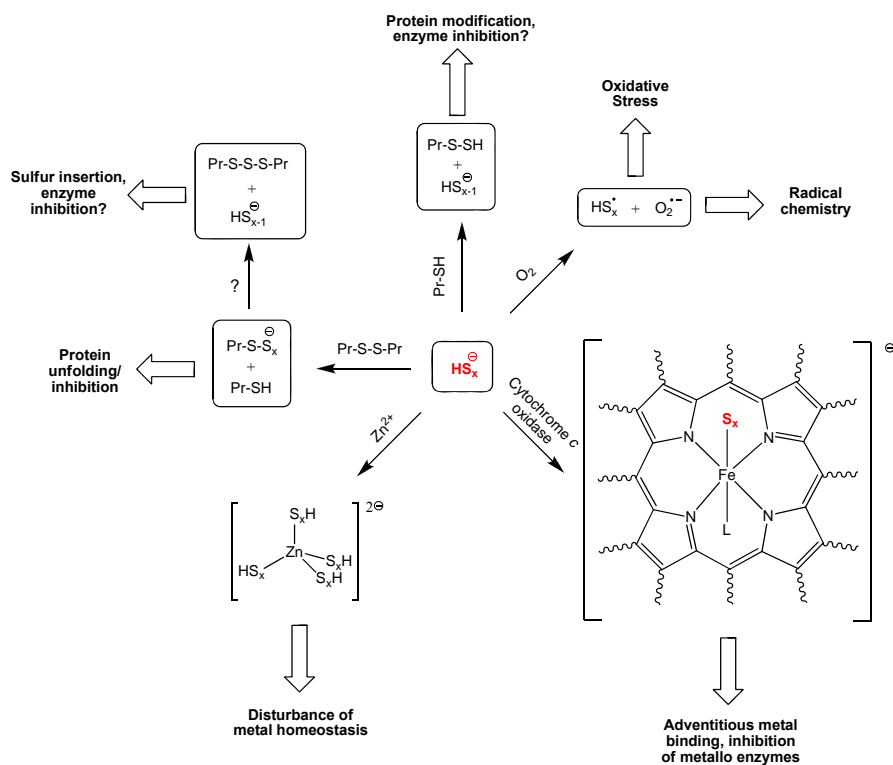 Protein modification,
enzyme inhibition?
Oxidative
Stress
Pr-S-SH
+
HSₓ₋₁⊖
Pr-S-S-S-Pr
+
HSₓ₋₁⊖
Sulfur insertion,
enzyme
inhibition?
HSₓ• + O₂•−
Radical
chemistry
Pr-SH
O₂
?
Pr-S-Sₓ⊖
+
Pr-SH
Protein
unfolding/
inhibition
Pr-S-S-Pr
HSₓ⊖
Cytochrome c
oxidase
Zn²⁺
⊖
Sₓ
N
N
Fe
N
N
L
2⊖
SₓH
Zn
HSₓ
SₓH
SₓH
Disturbance of
metal homeostasis
Adventitious metal
binding, inhibition
of metallo enzymes